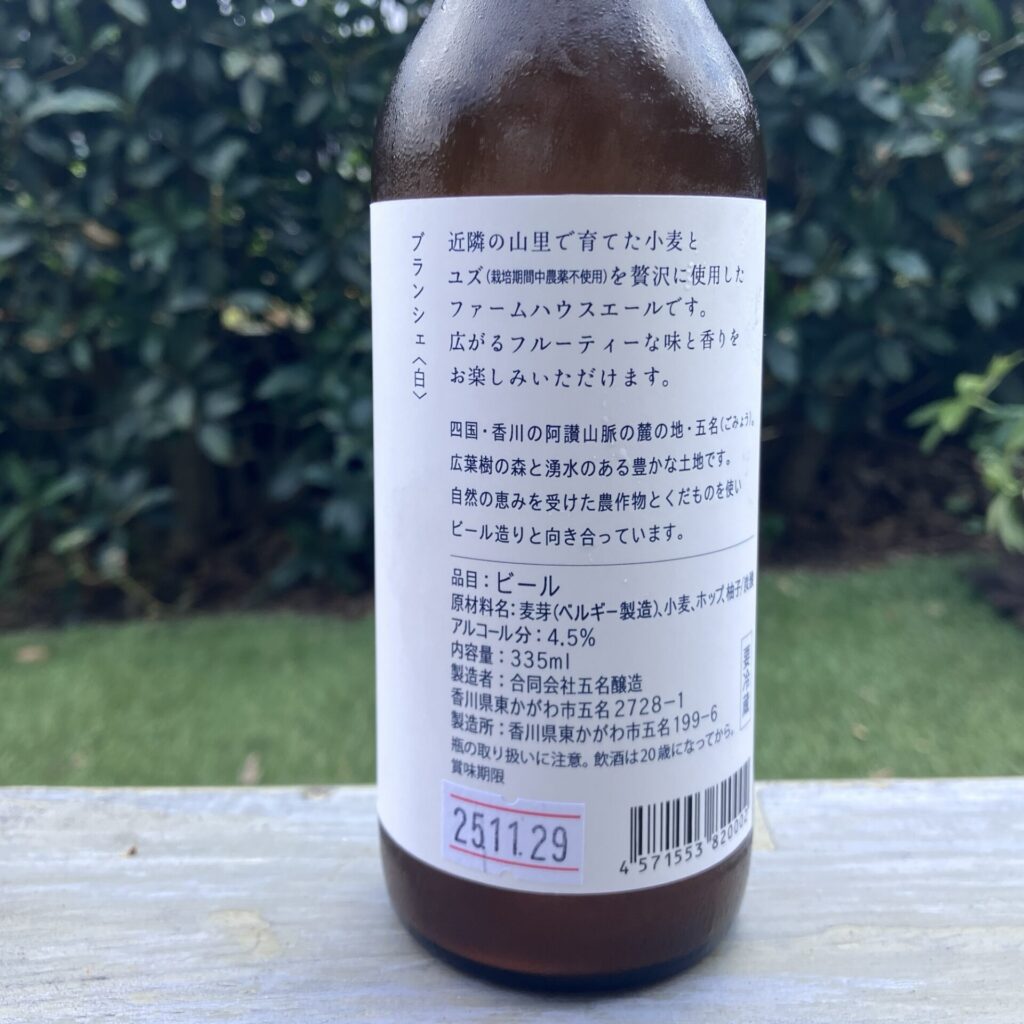 ブランシェ〈白〉
近隣の山里で育てた小麦と
ユズ(栽培期間中農薬不使用)を贅沢に使用した
ファームハウスエールです。
広がるフルーティーな味と香りを
お楽しみいただけます。
四国・香川の阿讃山脈の麓の地・五名(ごみょう)。
広葉樹の森と湧水のある豊かな土地です。
自然の恵みを受けた農作物とくだものを使い
ビール造りと向き合っています。
品目：ビール
原材料名：麦芽(ベルギー製造)、小麦、ホップ、柚子/炭酸
アルコール分：4.5%
内容量：335ml
製造者：合同会社五名醸造
香川県東かがわ市五名2728-1
製造所：香川県東かがわ市五名199-6
瓶の取り扱いに注意。飲酒は20歳になってから。
賞味期限
要冷蔵
25.11.29
4 571553 82000